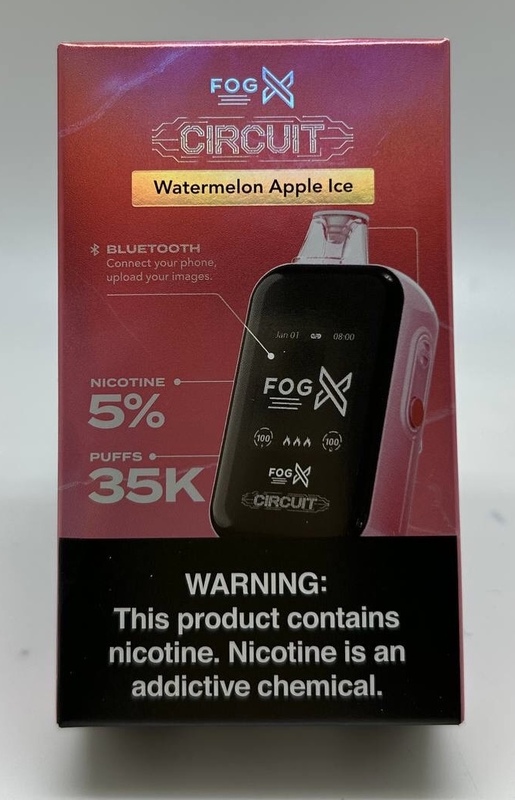 FOG X
CIRCUIT
Watermelon Apple Ice
BLUETOOTH
Connect your phone,
upload your images.
Jan 01 08:00
FOG X
NICOTINE
5%
100 100
PUFFS
35K
FOG X
CIRCUIT
WARNING:
This product contains
nicotine. Nicotine is an
addictive chemical.